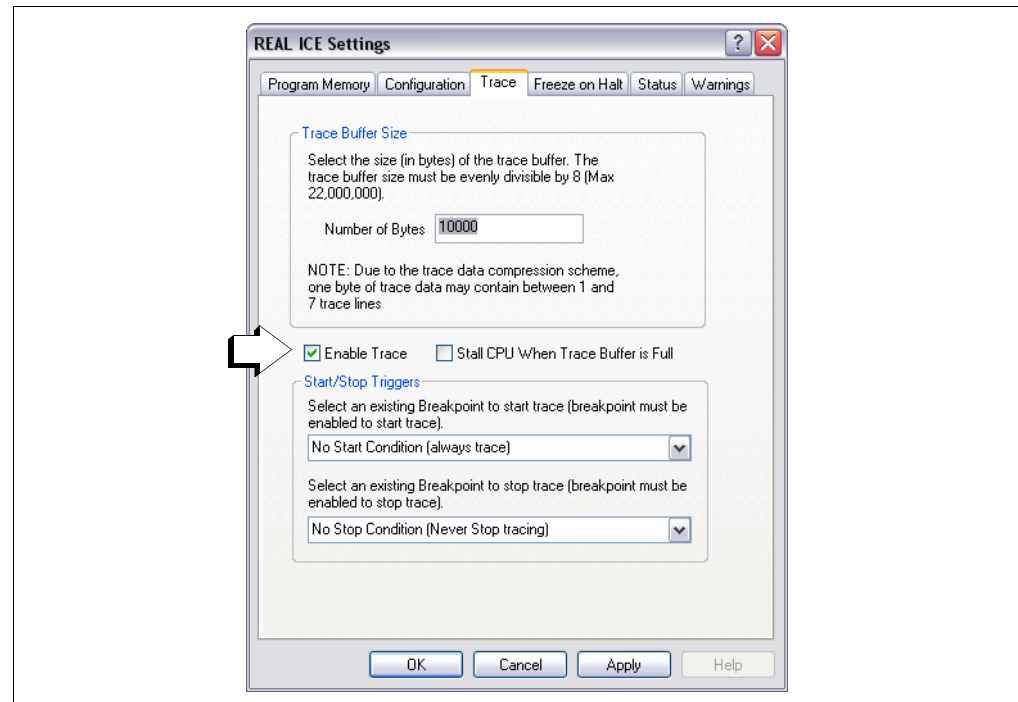 REAL ICE Settings
Program Memory Configuration Trace Freeze on Halt Status Warnings
Trace Buffer Size
Select the size (in bytes) of the trace buffer. The
trace buffer size must be evenly divisible by 8 (Max
22,000,000).
Number of Bytes 10000
NOTE: Due to the trace data compression scheme,
one byte of trace data may contain between 1 and
7 trace lines
Enable Trace Stall CPU When Trace Buffer is Full
Start/Stop Triggers
Select an existing Breakpoint to start trace (breakpoint must be
enabled to start trace).
No Start Condition (always trace)
Select an existing Breakpoint to stop trace (breakpoint must be
enabled to stop trace).
No Stop Condition (Never Stop tracing)
OK Cancel Apply Help